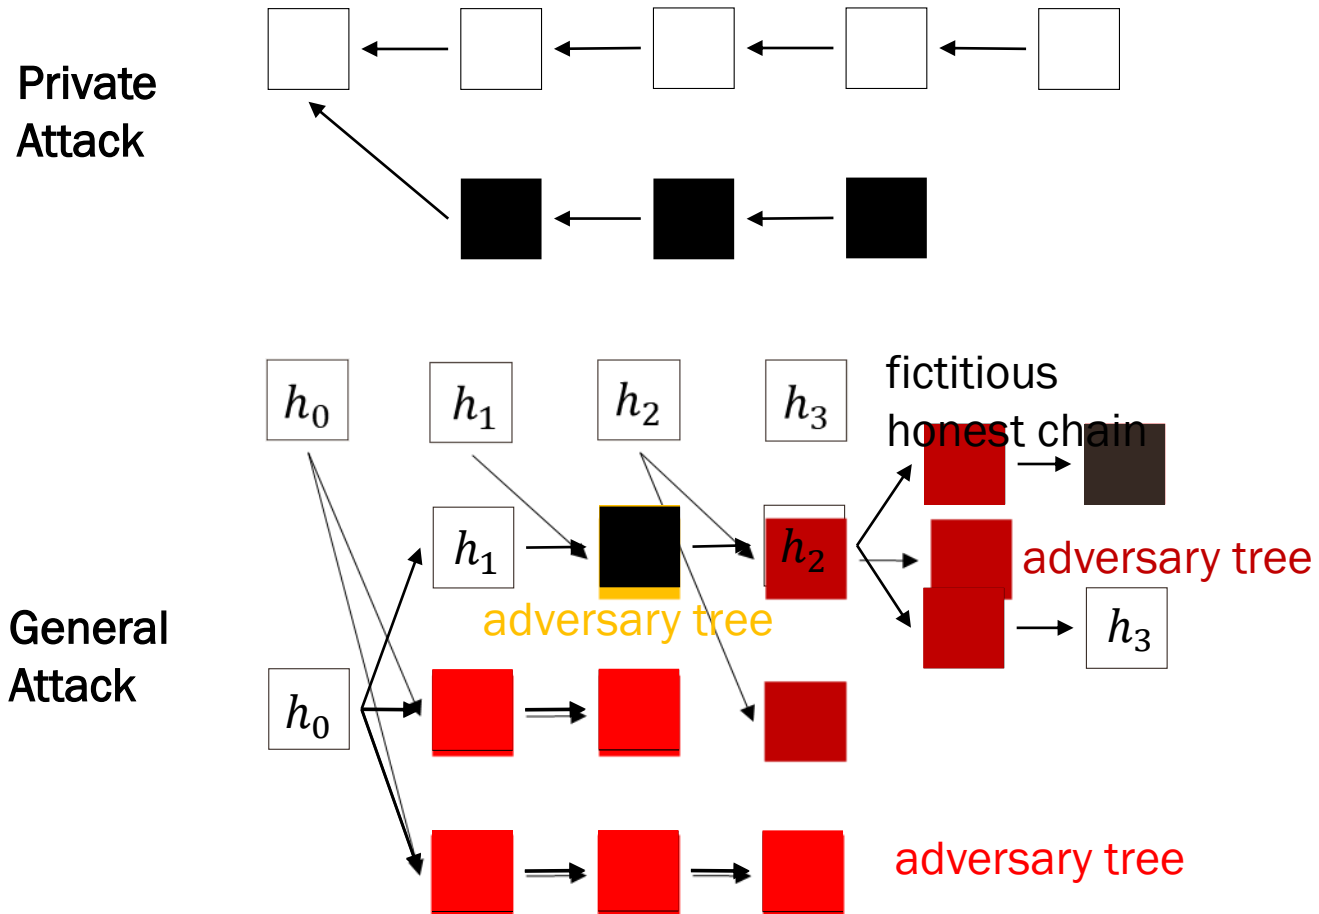 Private
Attack
h₀ h₁ h₂ h₃
fictitious
honest chain
h₁ h₂
adversary tree
adversary tree
h₃
General
Attack
h₀
adversary tree